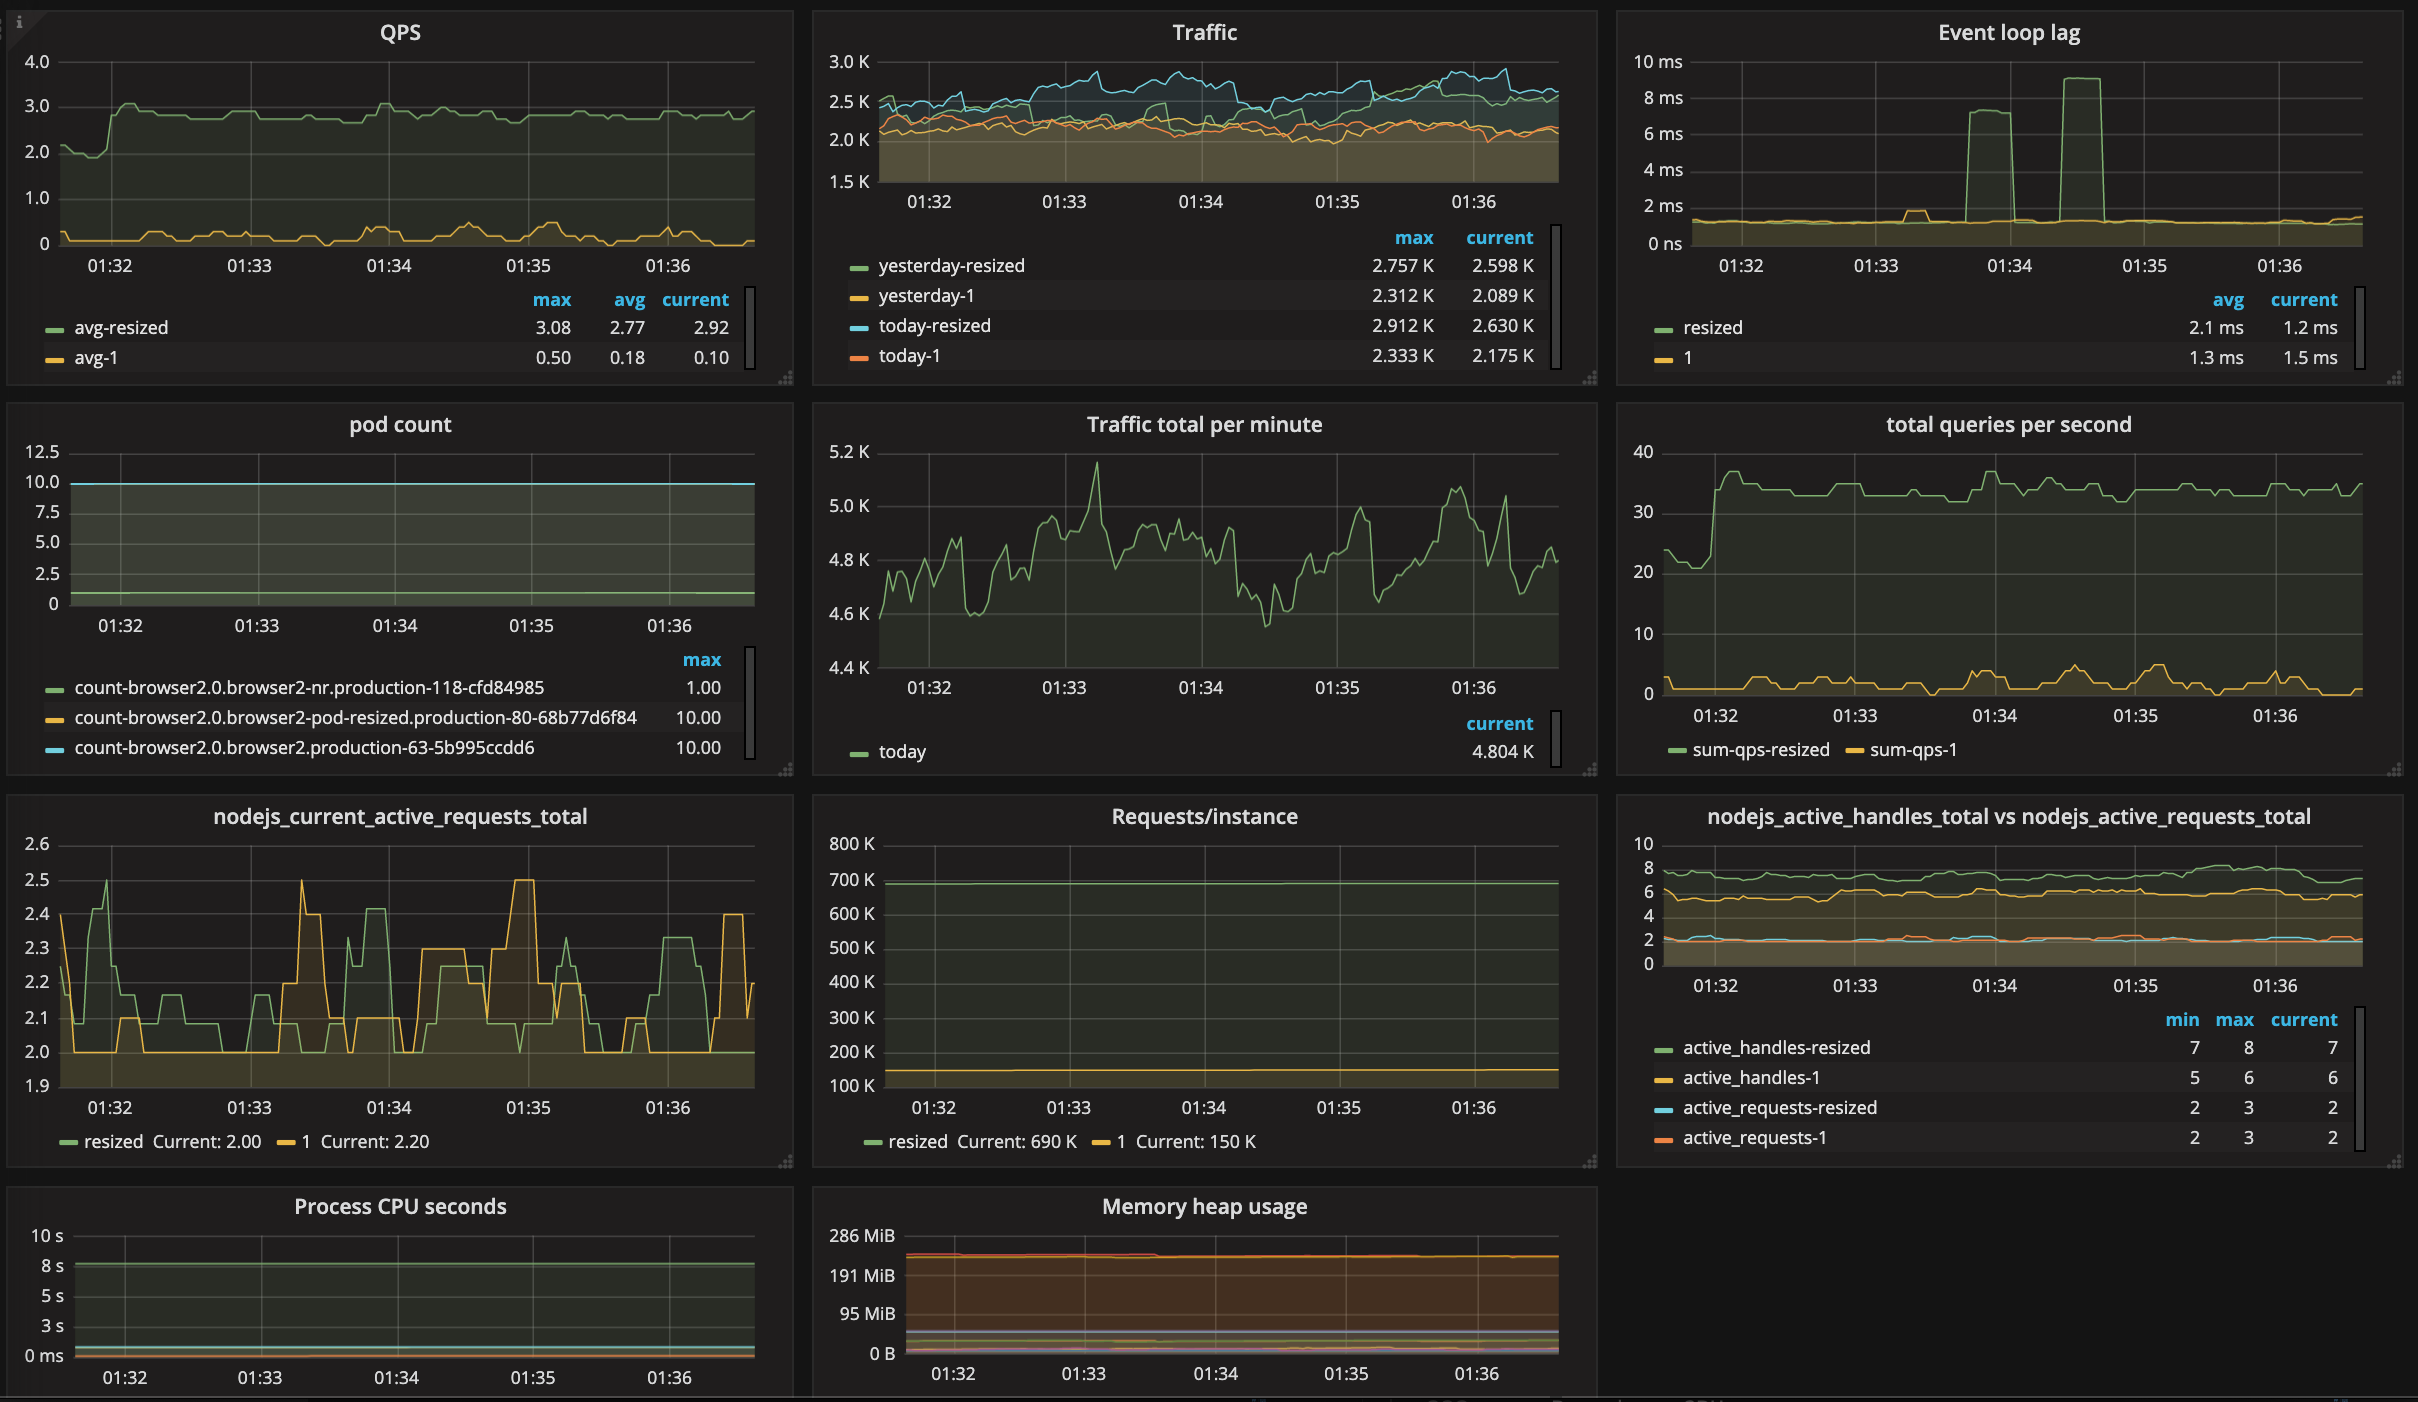 QPS
4.0
3.0
2.0
1.0
0
01:32 01:33 01:34 01:35 01:36
max avg current
avg-resized 3.08 2.77 2.92
avg-1 0.50 0.18 0.10
Traffic
3.0 K
2.5 K
2.0 K
1.5 K
01:32 01:33 01:34 01:35 01:36
max current
yesterday-resized 2.757 K 2.598 K
yesterday-1 2.312 K 2.089 K
today-resized 2.912 K 2.630 K
today-1 2.333 K 2.175 K
Event loop lag
10 ms
8 ms
6 ms
4 ms
2 ms
0 ns
01:32 01:33 01:34 01:35 01:36
avg current
resized 2.1 ms 1.2 ms
1 1.3 ms 1.5 ms
pod count
12.5
10.0
7.5
5.0
2.5
0
01:32 01:33 01:34 01:35 01:36
max
count-browser2.0.browser2-nr.production-118-cfd84985 1.00
count-browser2.0.browser2-pod-resized.production-80-68b77d6f84 10.00
count-browser2.0.browser2.production-63-5b995ccdd6 10.00
Traffic total per minute
5.2 K
5.0 K
4.8 K
4.6 K
4.4 K
01:32 01:33 01:34 01:35 01:36
current
today 4.804 K
total queries per second
40
30
20
10
0
01:32 01:33 01:34 01:35 01:36
sum-qps-resized sum-qps-1
nodejs_current_active_requests_total
2.6
2.5
2.4
2.3
2.2
2.1
2.0
1.9
01:32 01:33 01:34 01:35 01:36
resized Current: 2.00 1 Current: 2.20
Requests/instance
800 K
700 K
600 K
500 K
400 K
300 K
200 K
100 K
01:32 01:33 01:34 01:35 01:36
resized Current: 690 K 1 Current: 150 K
nodejs_active_handles_total vs nodejs_active_requests_total
10
8
6
4
2
0
01:32 01:33 01:34 01:35 01:36
min max current
active_handles-resized 7 8 7
active_handles-1 5 6 6
active_requests-resized 2 3 2
active_requests-1 2 3 2
Process CPU seconds
10 s
8 s
5 s
3 s
0 ms
01:32 01:33 01:34 01:35 01:36
Memory heap usage
286 MiB
191 MiB
95 MiB
0 B
01:32 01:33 01:34 01:35 01:36